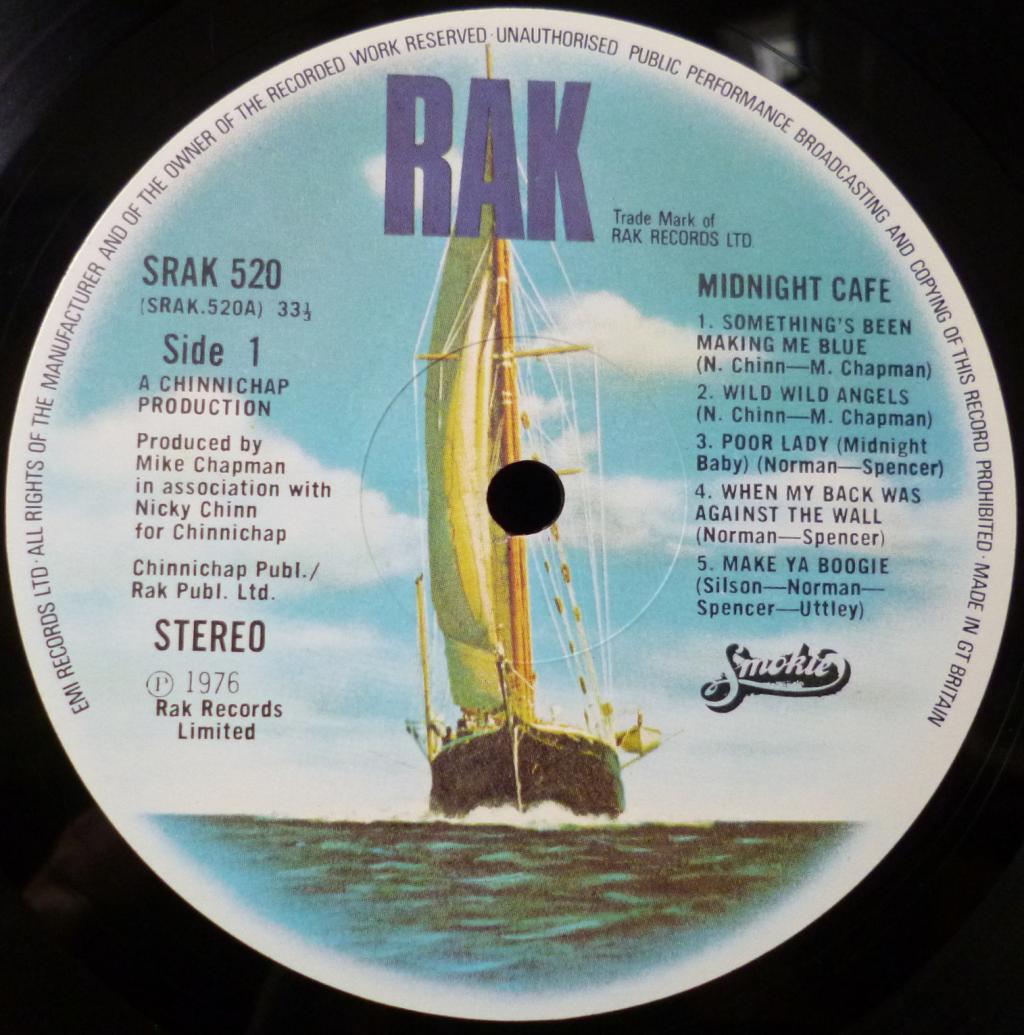 EMI RECORDS LTD · ALL RIGHTS OF THE MANUFACTURER AND OF THE OWNER OF THE RECORDED WORK RESERVED · UNAUTHORISED PUBLIC PERFORMANCE BROADCASTING AND COPYING OF THIS RECORD PROHIBITED · MADE IN GT BRITAIN
RAK
Trade Mark of
RAK RECORDS LTD.
SRAK 520
(SRAK.520A) 33⅓
Side 1
A CHINNICHAP
PRODUCTION
Produced by
Mike Chapman
in association with
Nicky Chinn
for Chinnichap
Chinnichap Publ./
Rak Publ. Ltd.
STEREO
Ⓟ 1976
Rak Records
Limited
MIDNIGHT CAFE
1. SOMETHING'S BEEN
MAKING ME BLUE
(N. Chinn—M. Chapman)
2. WILD WILD ANGELS
(N. Chinn—M. Chapman)
3. POOR LADY (Midnight
Baby) (Norman—Spencer)
4. WHEN MY BACK WAS
AGAINST THE WALL
(Norman—Spencer)
5. MAKE YA BOOGIE
(Silson—Norman—
Spencer—Uttley)
Smokie